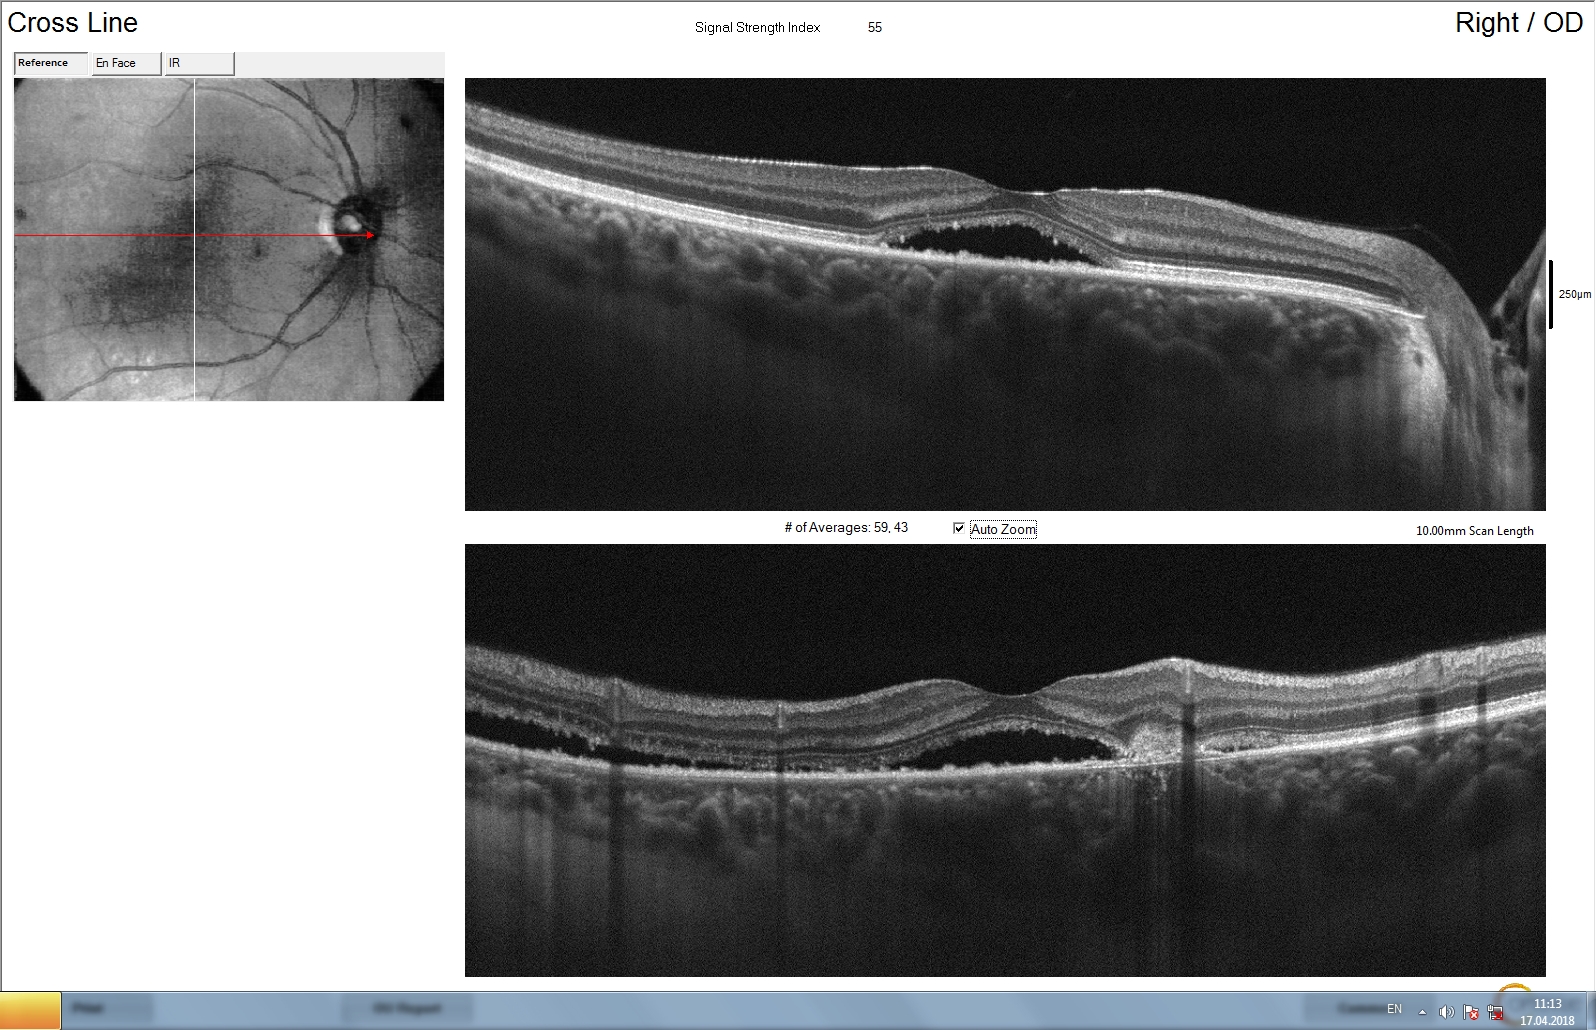 Cross Line
Signal Strength Index 55
Right / OD
Reference
En Face
IR
250µm
# of Averages: 59, 43
Auto Zoom
10.00mm Scan Length
Print
EN
11:13
17.04.2018